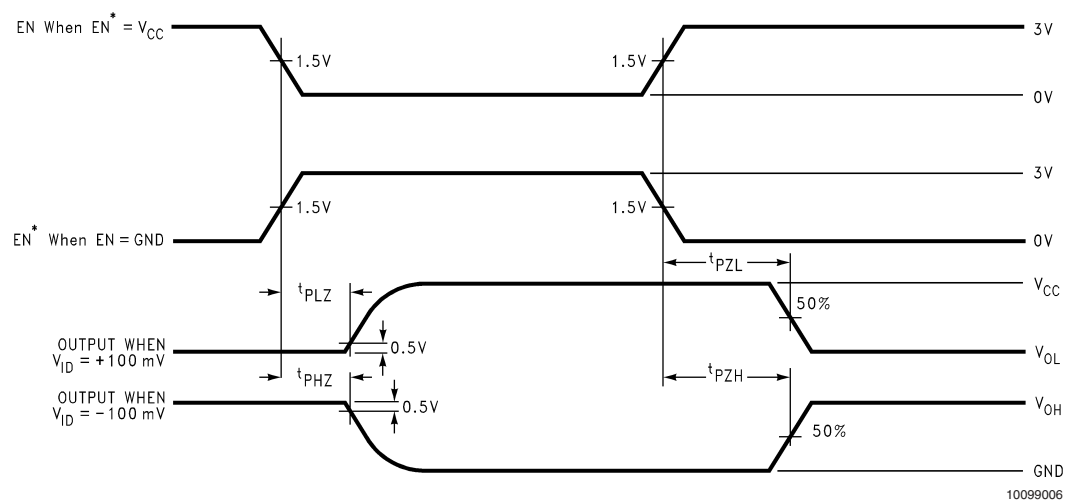 EN When EN* = VCC
3V
1.5V
1.5V
0V
3V
1.5V
1.5V
EN* When EN = GND
0V
tPZL
tPLZ
VCC
50%
OUTPUT WHEN
VID = +100 mV
0.5V
VOL
tPHZ
tPZH
OUTPUT WHEN
VID = −100 mV
0.5V
VOH
50%
GND
10099006